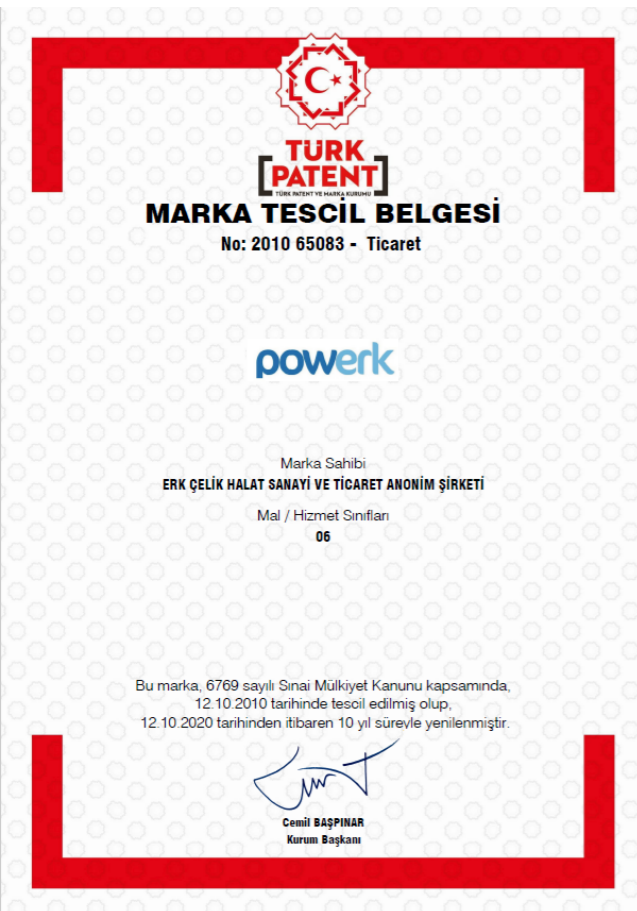 TÜRK
PATENT
TÜRK PATENT VE MARKA KURUMU
MARKA TESCİL BELGESİ
No: 2010 65083 - Ticaret
powerk
Marka Sahibi
ERK ÇELİK HALAT SANAYİ VE TİCARET ANONİM ŞİRKETİ
Mal / Hizmet Sınıfları
06
Bu marka, 6769 sayılı Sınai Mülkiyet Kanunu kapsamında,
12.10.2010 tarihinde tescil edilmiş olup,
12.10.2020 tarihinden itibaren 10 yıl süreyle yenilenmiştir.
Cemil BAŞPINAR
Kurum Başkanı